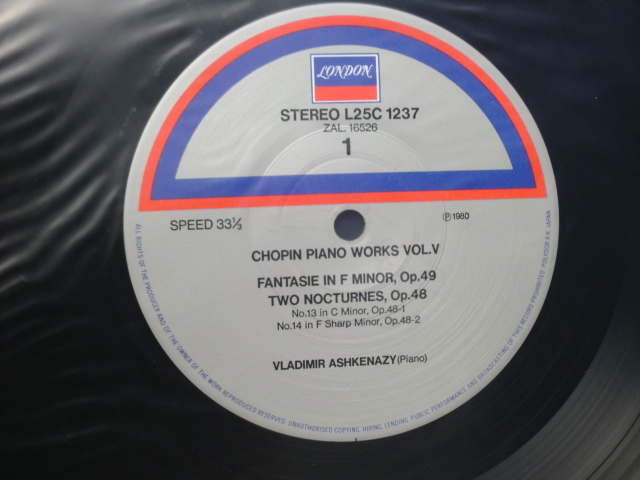 LONDON
STEREO L25C 1237
ZAL. 16526
1
SPEED 33⅓
Ⓟ1980
CHOPIN PIANO WORKS VOL.V
FANTASIE IN F MINOR, Op.49
TWO NOCTURNES, Op.48
No.13 in C Minor, Op.48-1
No.14 in F Sharp Minor, Op.48-2
VLADIMIR ASHKENAZY(Piano)
ALL RIGHTS OF THE PRODUCER AND OF THE OWNER OF THE WORK REPRODUCED RESERVED. UNAUTHORISED COPYING, HIRING, LENDING, PUBLIC PERFORMANCE AND BROADCASTING OF THIS RECORD PROHIBITED. POLYDOR K.K. JAPAN